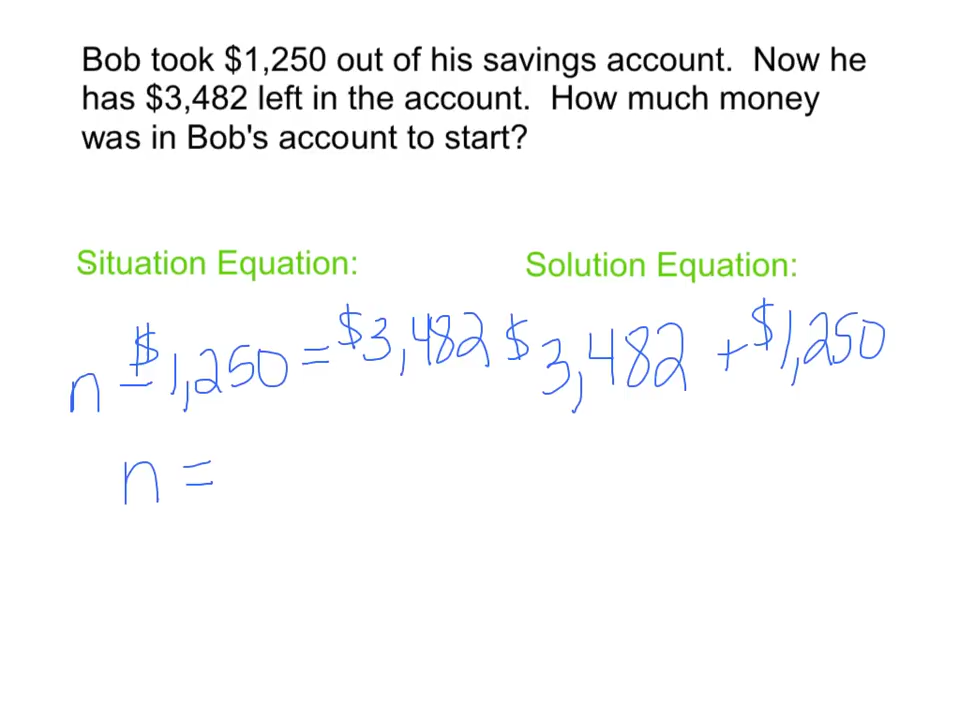 Bob took $1,250 out of his savings account. Now he
has $3,482 left in the account. How much money
was in Bob's account to start?
Situation Equation:
Solution Equation:
n - $1,250 = $3,482
$3,482 + $1,250
n =